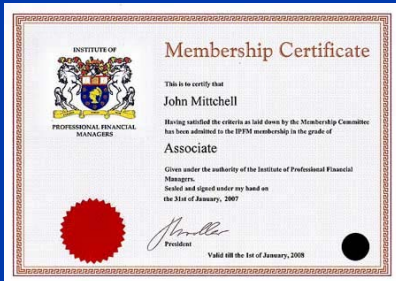 INSTITUTE OF
PROFESSIONAL FINANCIAL
MANAGERS
Membership Certificate
This is to certify that
John Mittchell
Having satisfied the criteria as laid down by the Membership Committee
has been admitted to the IPFM membership in the grade of
Associate
Given under the authority of the Institute of Professional Financial
Managers.
Sealed and signed under my hand on
the 31st of January, 2007
President
Valid till the 1st of January, 2008